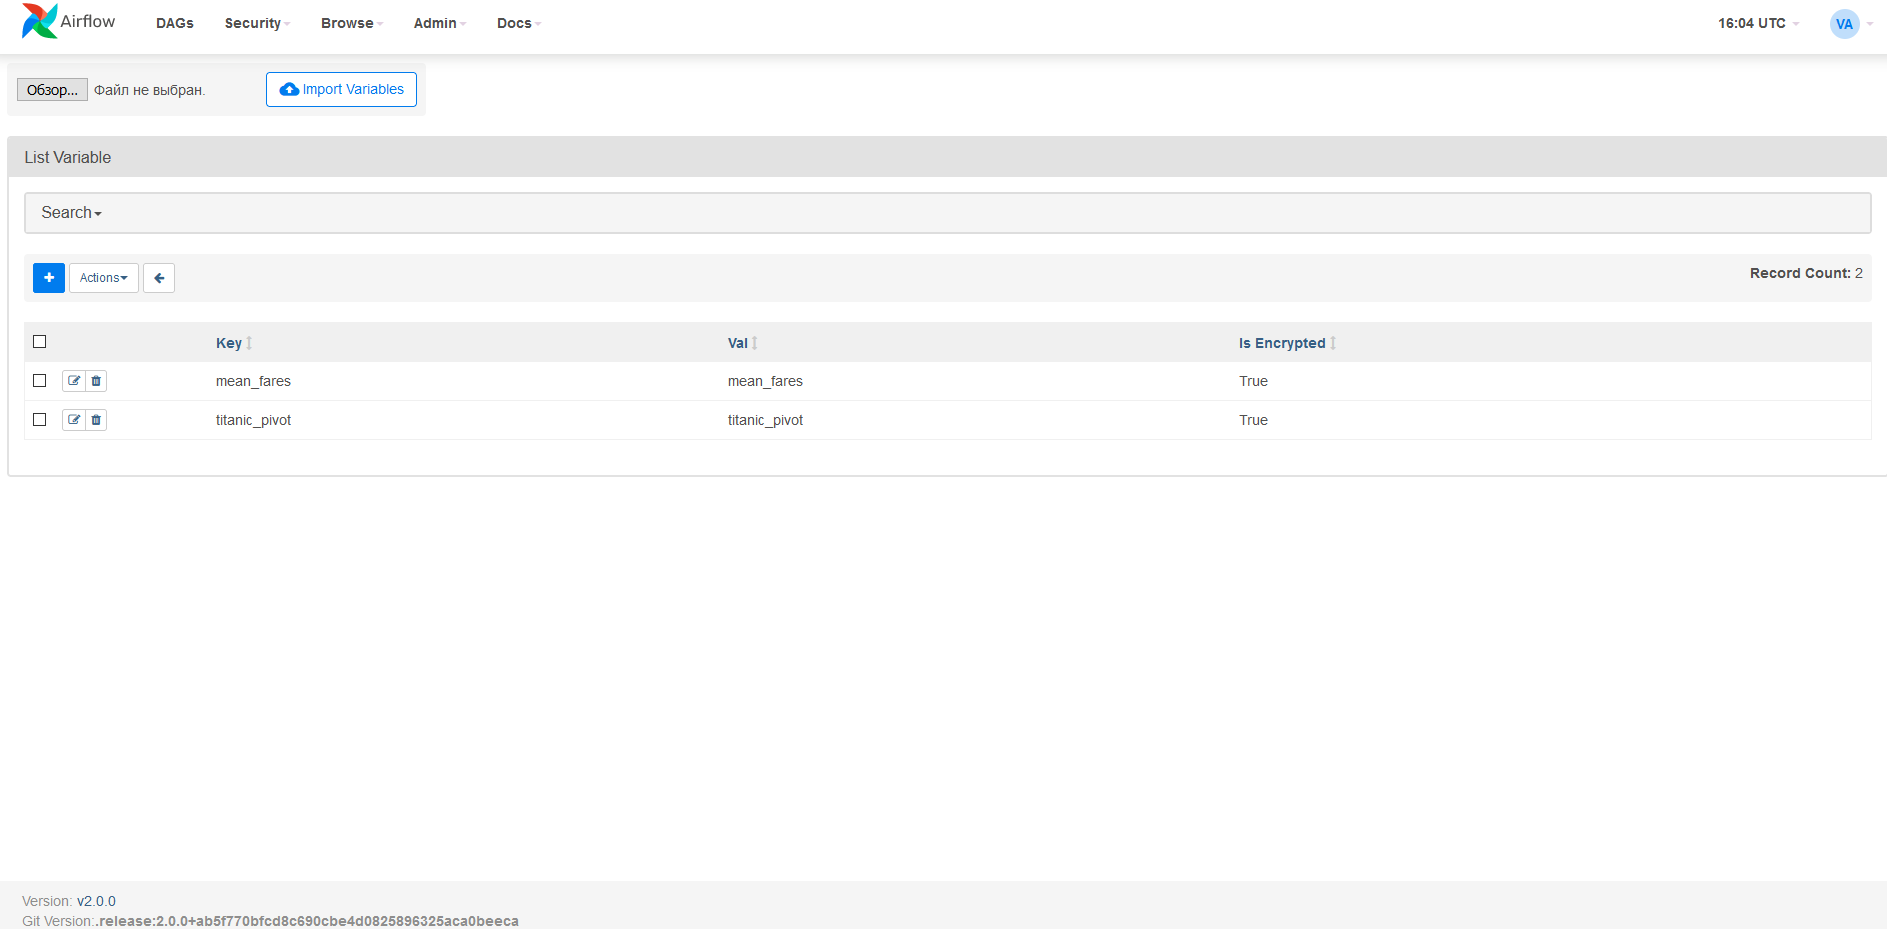 Airflow DAGs Security Browse Admin Docs 16:04 UTC VA
Обзор... Файл не выбран. Import Variables
List Variable
Search
+ Actions
Record Count: 2
Key Val Is Encrypted
mean_fares mean_fares True
titanic_pivot titanic_pivot True
Version: v2.0.0
Git Version:.release:2.0.0+ab5f770bfcd8c690cbe4d0825896325aca0beeca